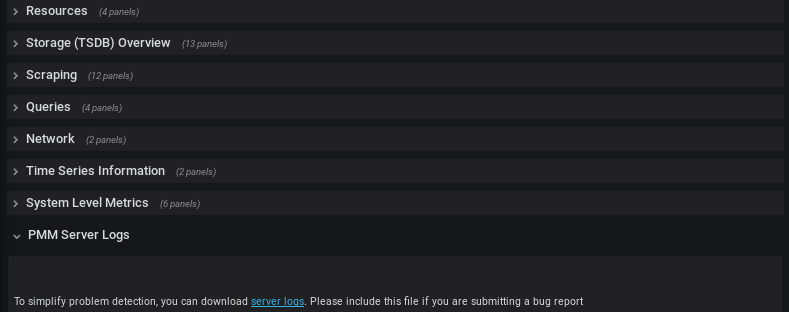 Resources (4 panels)
Storage (TSDB) Overview (13 panels)
Scraping (12 panels)
Queries (4 panels)
Network (2 panels)
Time Series Information (2 panels)
System Level Metrics (6 panels)
PMM Server Logs
To simplify problem detection, you can download server logs. Please include this file if you are submitting a bug report